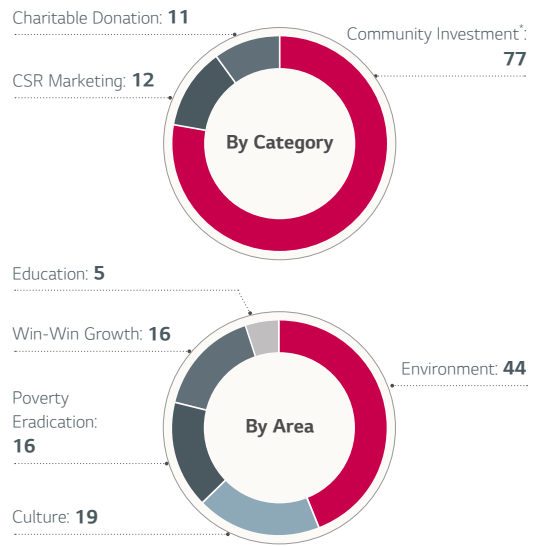 Charitable Donation: 11
Community Investment*:
77
CSR Marketing: 12
By Category
Education: 5
Win-Win Growth: 16
Environment: 44
Poverty
Eradication:
16
By Area
Culture: 19